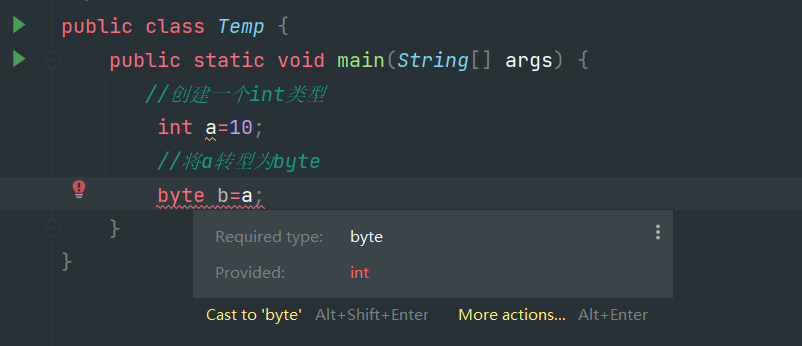 public class Temp {
public static void main(String[] args) {
//创建一个int类型
int a=10;
//将a转型为byte
byte b=a;
}
}
Required type: byte
Provided: int
Cast to 'byte' Alt+Shift+Enter More actions... Alt+Enter